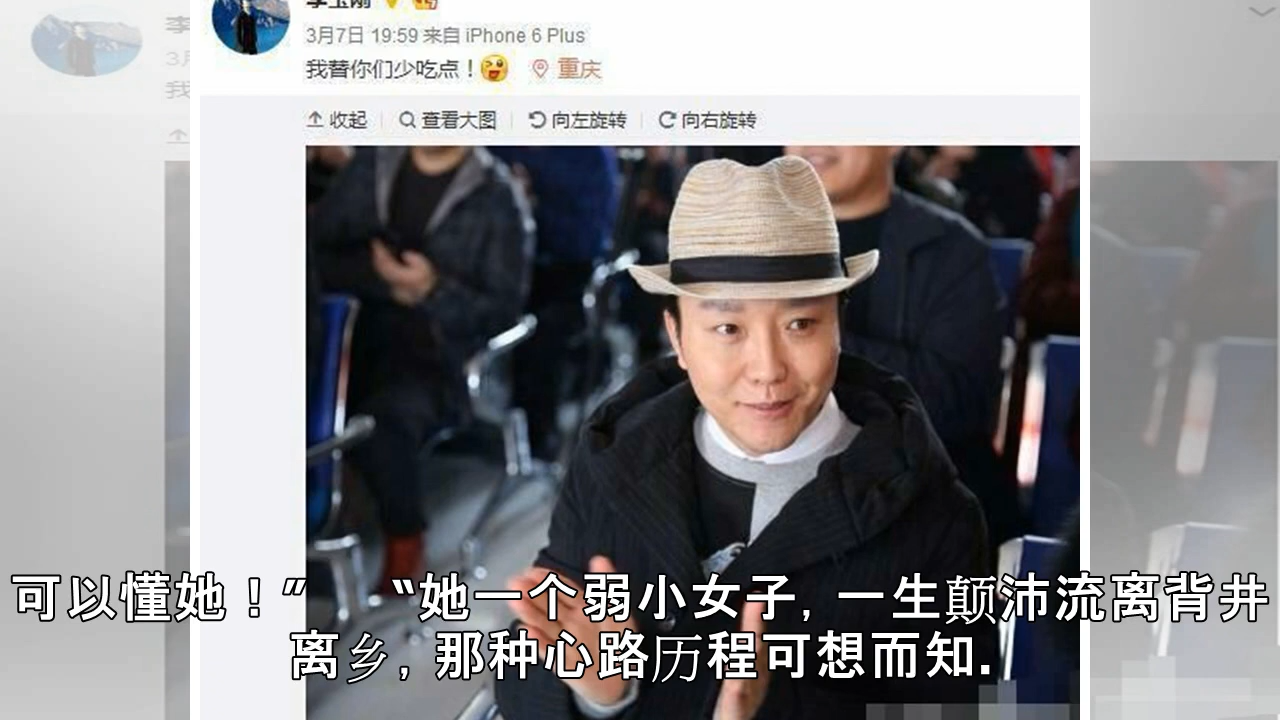 李玉刚
3月7日 19:59 来自 iPhone 6 Plus
我替你们少吃点！ 重庆
收起 查看大图 向左旋转 向右旋转
可以懂她！” “她一个弱小女子, 一生颠沛流离背井
离乡, 那种心路历程可想而知.